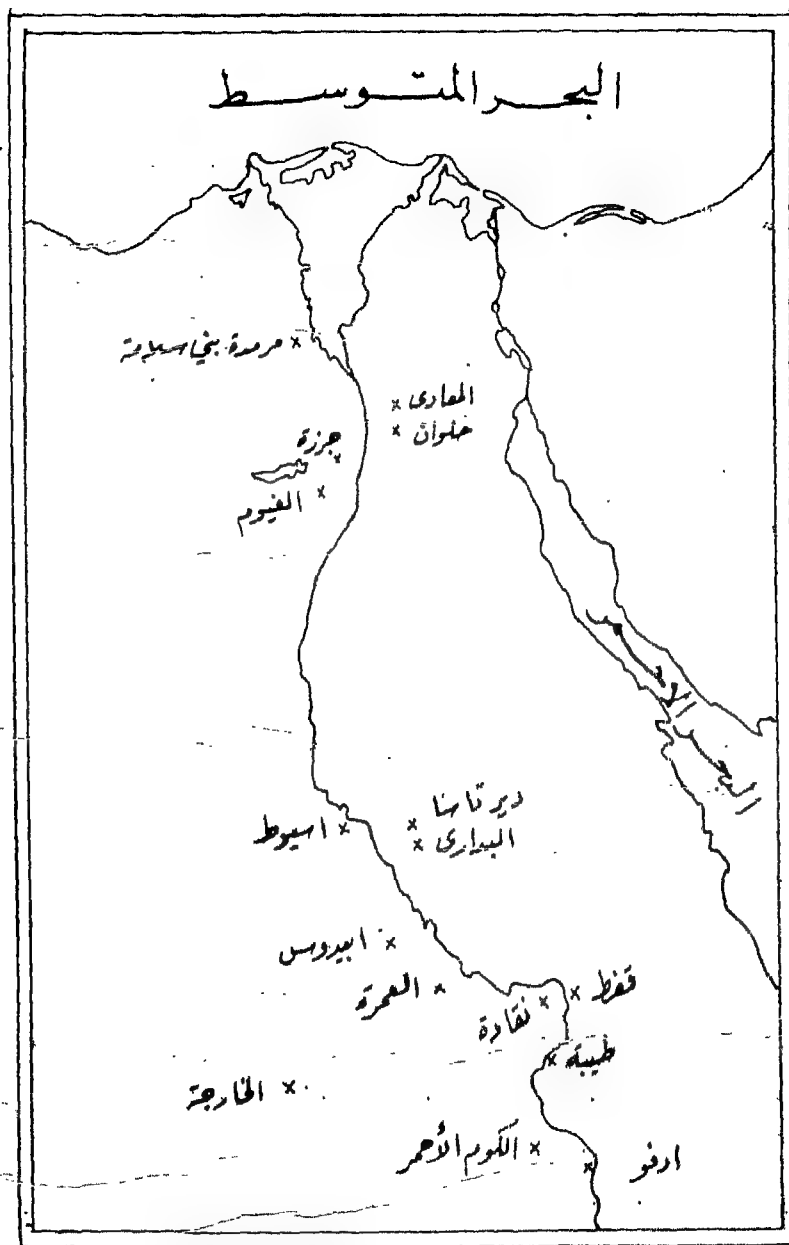 البحر المتوسط
مرمدة بني سلامة
المعادى
حلوان
جرزة
الفيوم
البحر الأحمر
دير تاسا
البدارى
اسيوط
ابيدوس
العمرة
قفط
نقادة
طيبة
الخارجة
الكوم الأحمر
ادفو